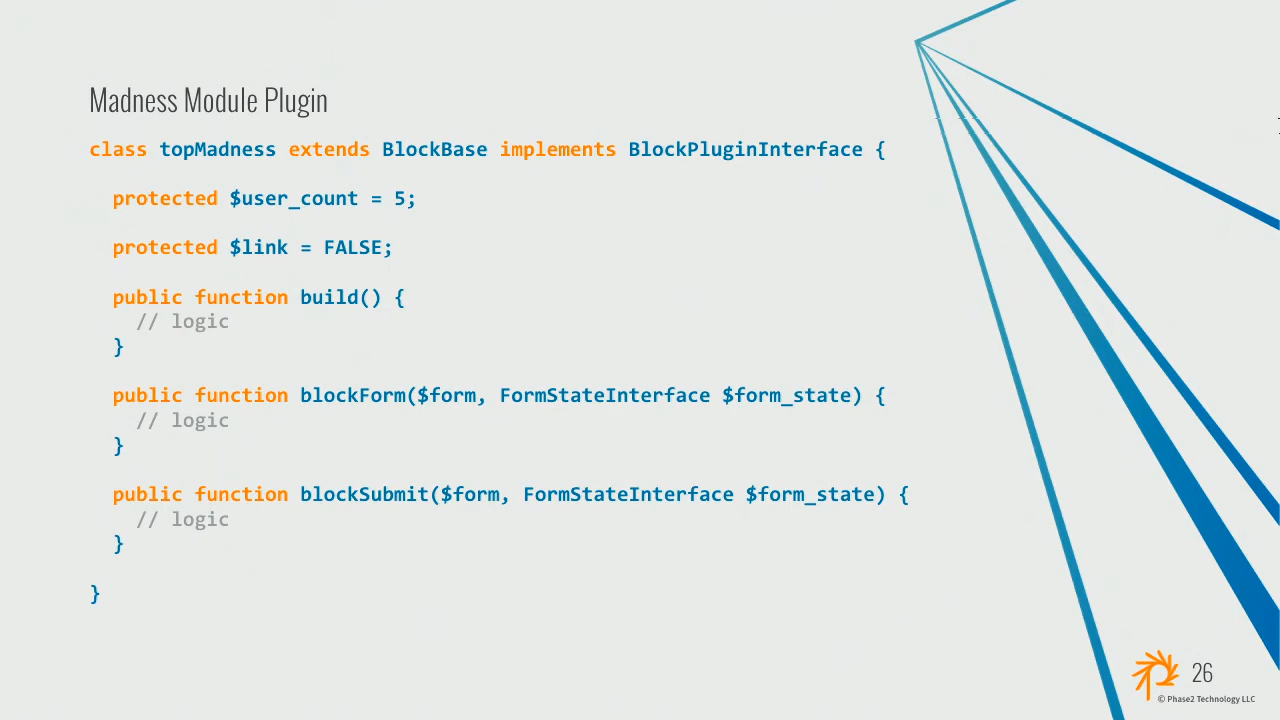 Madness Module Plugin
class topMadness extends BlockBase implements BlockPluginInterface {
protected $user_count = 5;
protected $link = FALSE;
public function build() {
// logic
}
public function blockForm($form, FormStateInterface $form_state) {
// logic
}
public function blockSubmit($form, FormStateInterface $form_state) {
// logic
}
}
26
© Phase2 Technology LLC